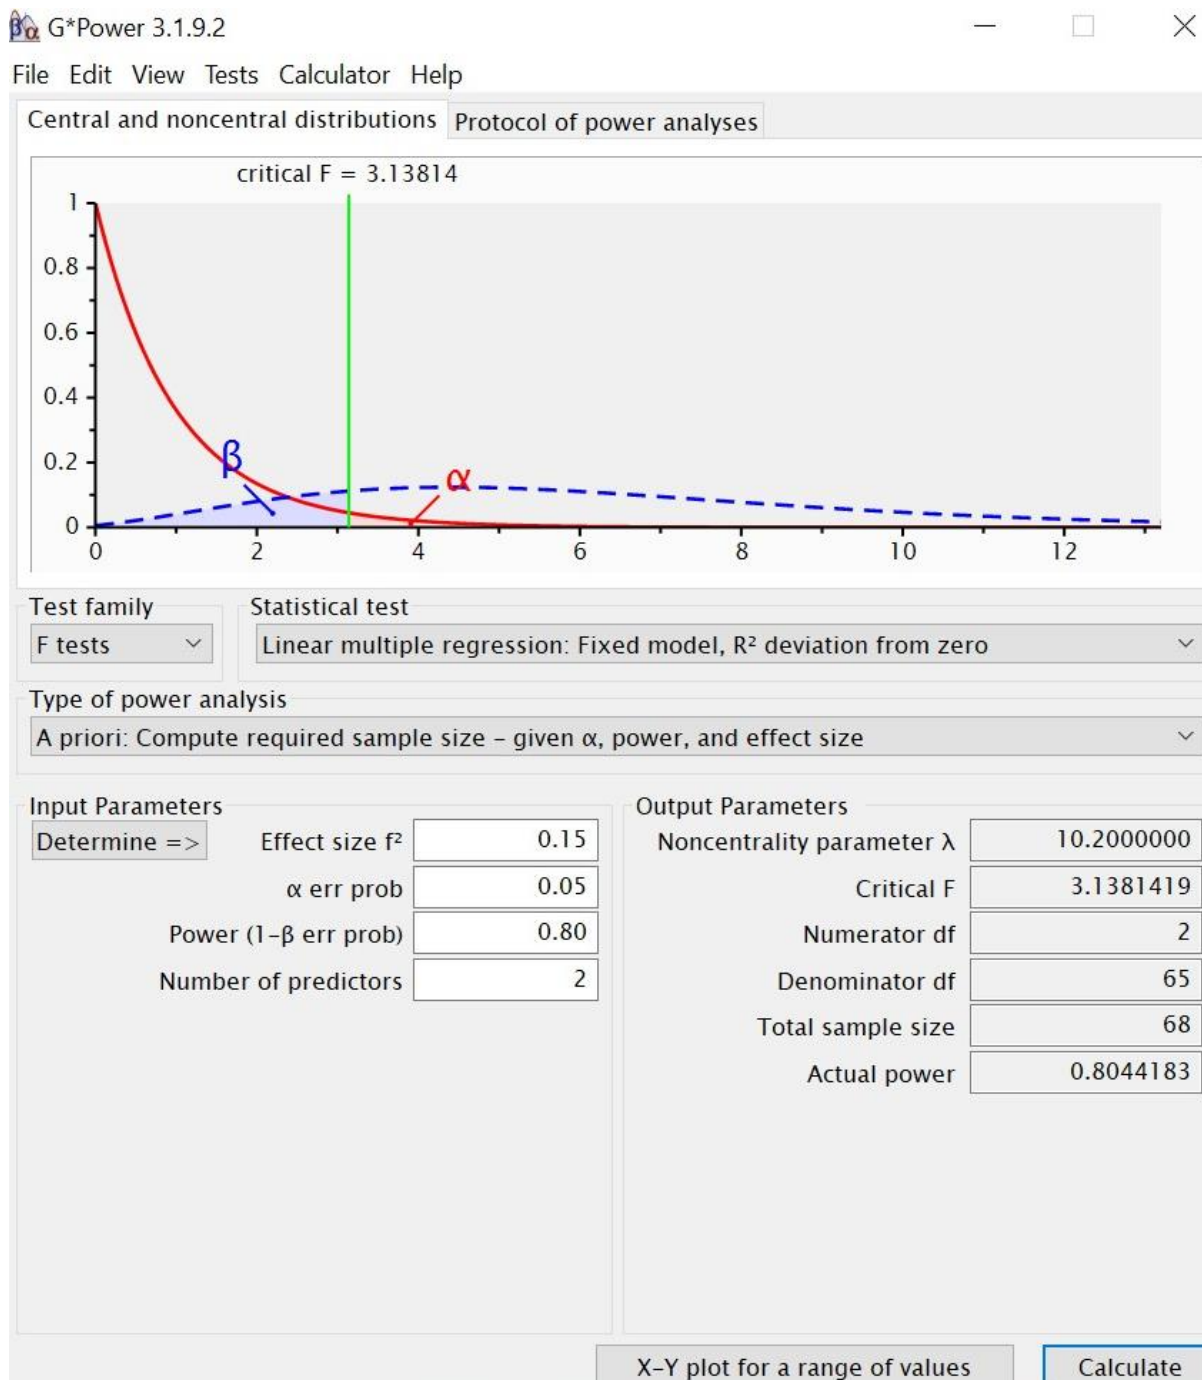 G*Power 3.1.9.2
File Edit View Tests Calculator Help
Central and noncentral distributions Protocol of power analyses
critical F = 3.13814
1
0.8
0.6
0.4
0.2
0
β
α
0 2 4 6 8 10 12
Test family
F tests
Statistical test
Linear multiple regression: Fixed model, R² deviation from zero
Type of power analysis
A priori: Compute required sample size – given α, power, and effect size
Input Parameters
Determine => Effect size f² 0.15
α err prob 0.05
Power (1–β err prob) 0.80
Number of predictors 2
Output Parameters
Noncentrality parameter λ 10.2000000
Critical F 3.1381419
Numerator df 2
Denominator df 65
Total sample size 68
Actual power 0.8044183
X–Y plot for a range of values Calculate